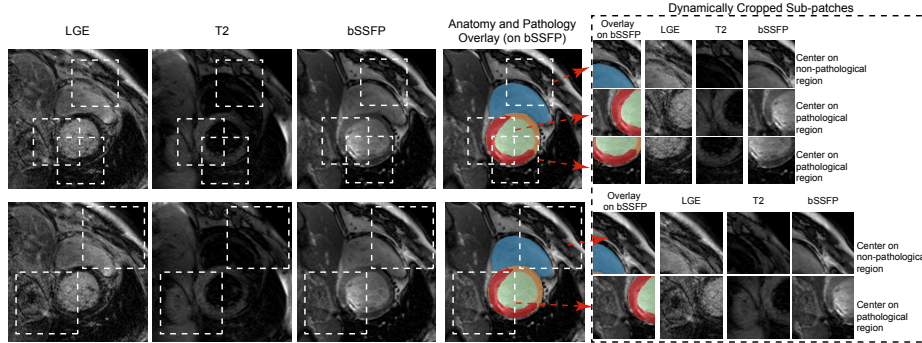 Dynamically Cropped Sub-patches
LGE
T2
bSSFP
Anatomy and Pathology
Overlay (on bSSFP)
Overlay
on bSSFP
LGE
T2
bSSFP
Center on
non-pathological
region
Center on
pathological
region
Center on
pathological
region
Overlay
on bSSFP
LGE
T2
bSSFP
Center on
non-pathological
region
Center on
pathological
region